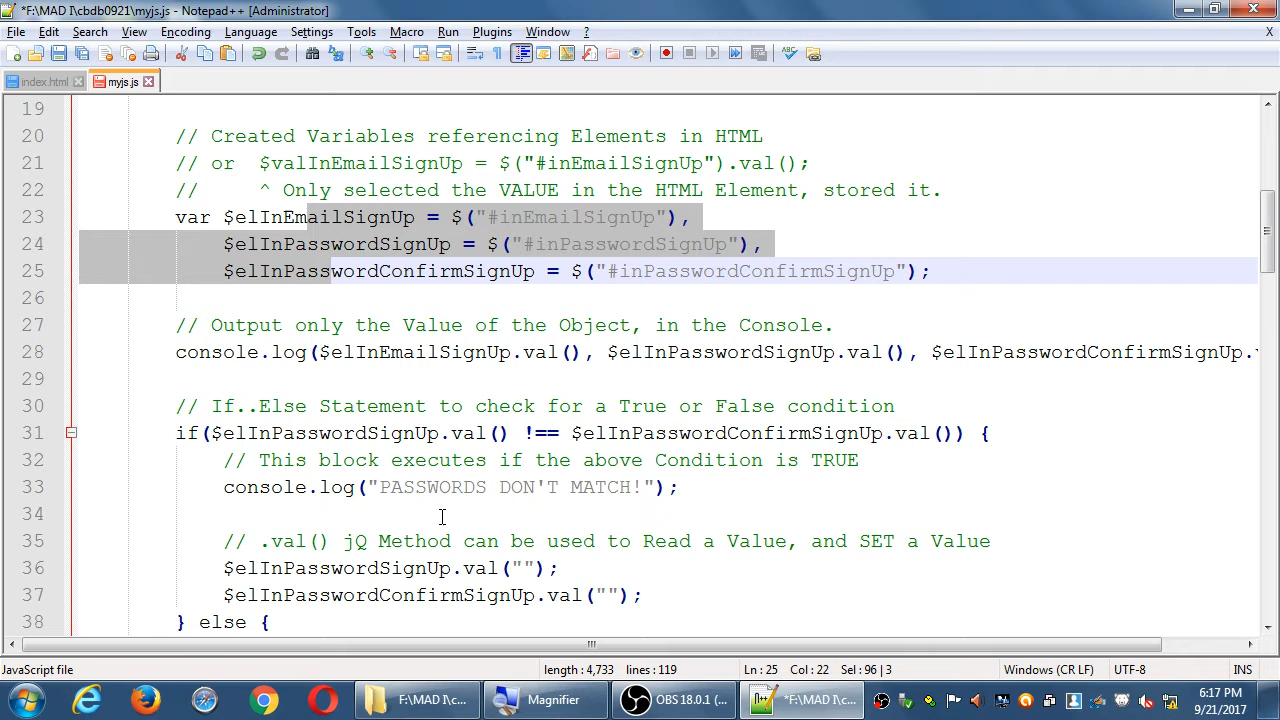 *F:\MAD I\cbdb0921\myjs.js - Notepad++ [Administrator]
File Edit Search View Encoding Language Settings Tools Macro Run Plugins Window ? X
index.html myjs.js
19
20 // Created Variables referencing Elements in HTML
21 // or $valInEmailSignUp = $("#inEmailSignUp").val();
22 // ^ Only selected the VALUE in the HTML Element, stored it.
23 var $elInEmailSignUp = $("#inEmailSignUp"),
24 $elInPasswordSignUp = $("#inPasswordSignUp"),
25 $elInPasswordConfirmSignUp = $("#inPasswordConfirmSignUp");
26
27 // Output only the Value of the Object, in the Console.
28 console.log($elInEmailSignUp.val(), $elInPasswordSignUp.val(), $elInPasswordConfirmSignUp.
29
30 // If..Else Statement to check for a True or False condition
31 if($elInPasswordSignUp.val() !== $elInPasswordConfirmSignUp.val()) {
32 // This block executes if the above Condition is TRUE
33 console.log("PASSWORDS DON'T MATCH!");
34
35 // .val() jQ Method can be used to Read a Value, and SET a Value
36 $elInPasswordSignUp.val("");
37 $elInPasswordConfirmSignUp.val("");
38 } else {
JavaScript file length : 4,733 lines : 119 Ln : 25 Col : 22 Sel : 96 | 3 Windows (CR LF) UTF-8 INS
F:\MAD I\c... Magnifier OBS 18.0.1 (... *F:\MAD I\c... 6:17 PM
9/21/2017